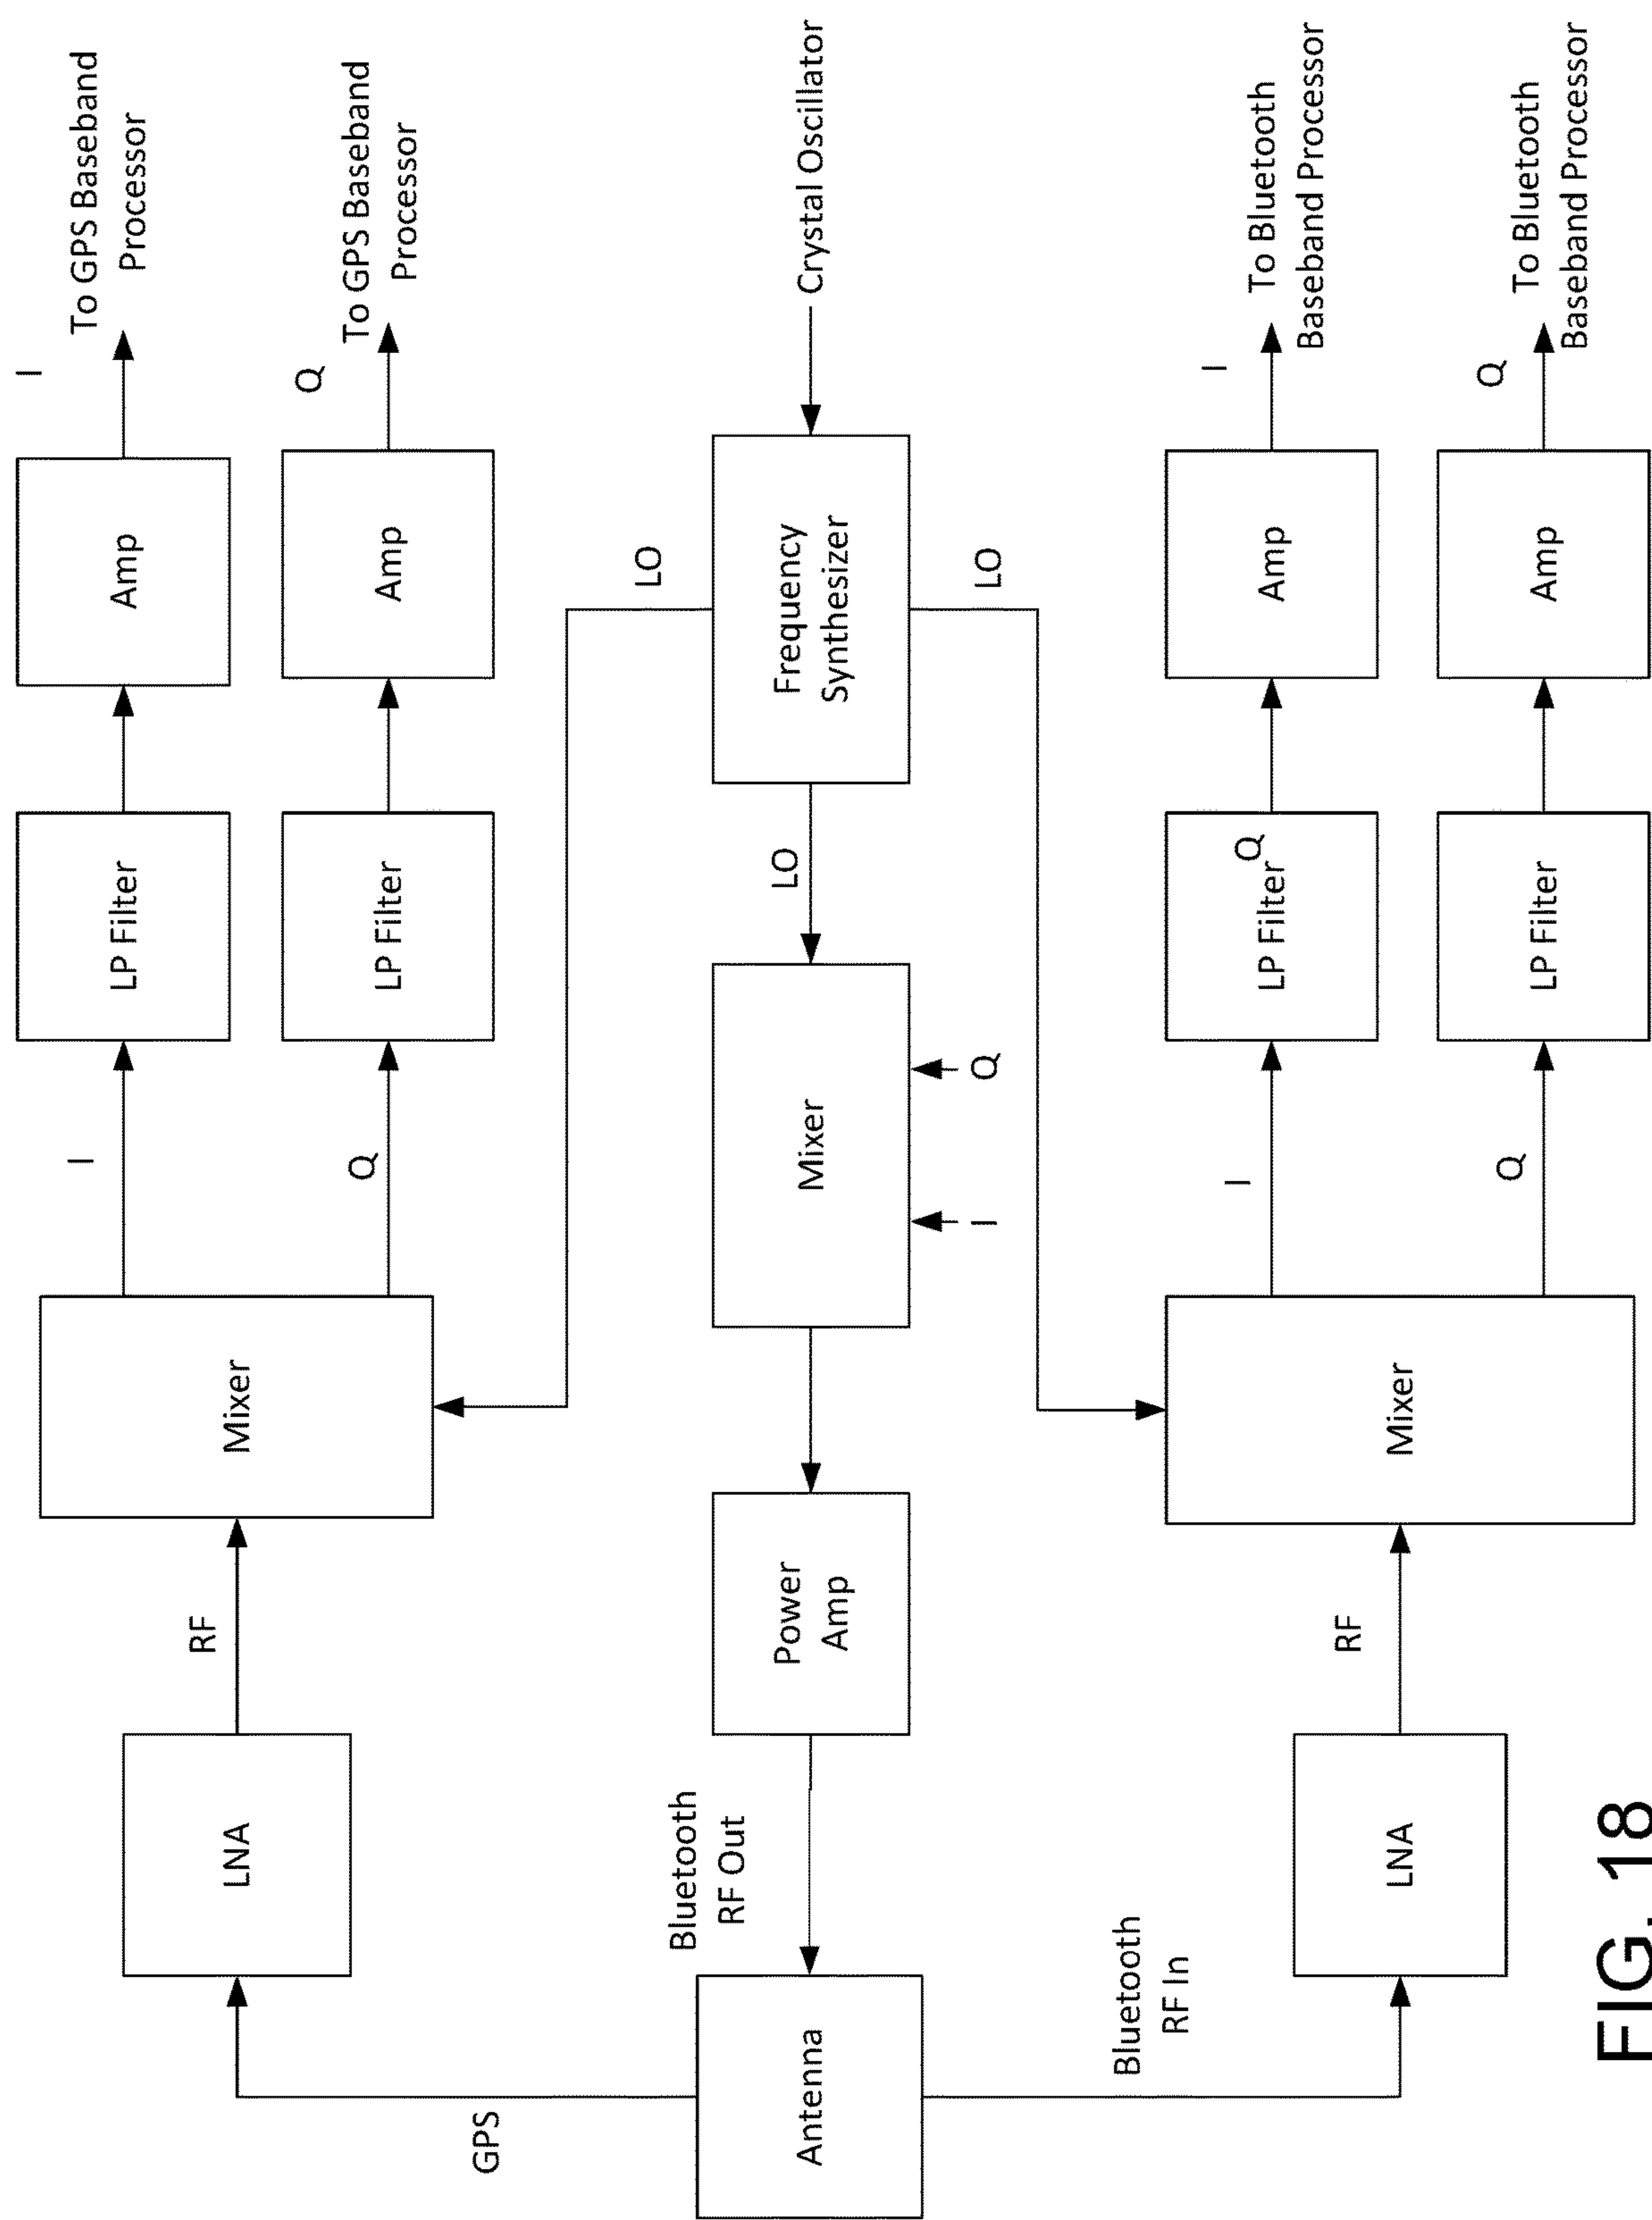 To GPS Baseband
Processor
I
Amp
LP Filter
I
Mixer
RF
LNA
GPS
To GPS Baseband
Processor
Q
Amp
LP Filter
Q
Crystal Oscillator
Frequency
Synthesizer
LO
LO
LO
Mixer
I
Q
Power
Amp
Bluetooth
RF Out
Antenna
Bluetooth
RF In
LNA
RF
Mixer
I
LP Filter
Q
Amp
I
To Bluetooth
Baseband Processor
Q
LP Filter
Amp
Q
To Bluetooth
Baseband Processor
FIG. 18